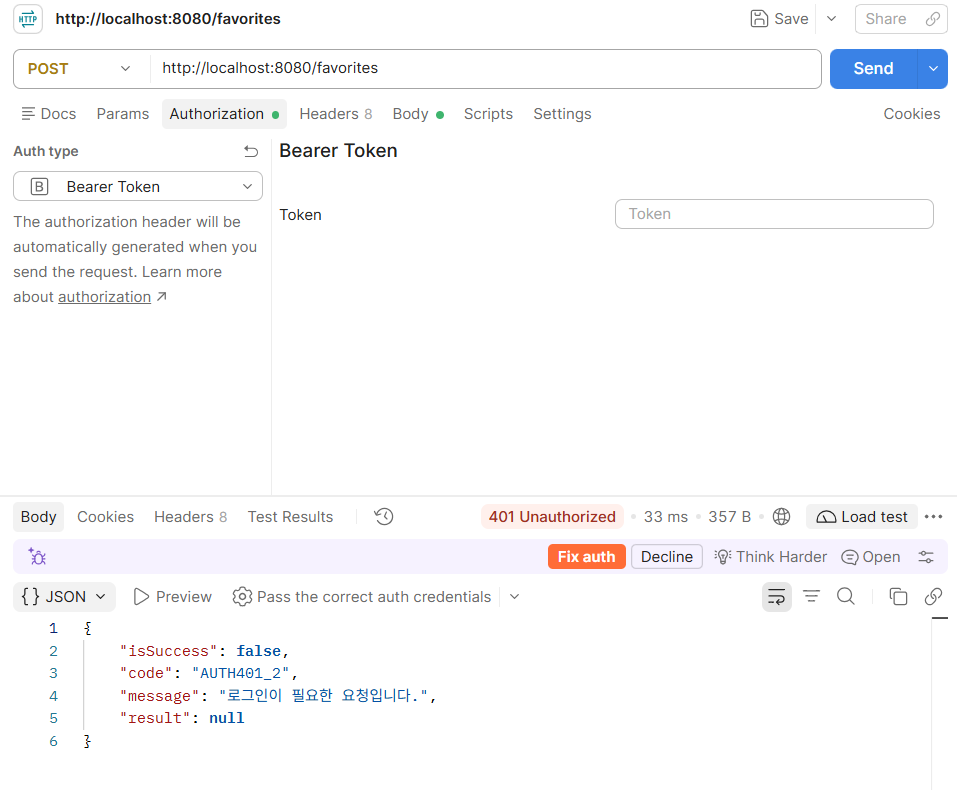 HTTP http://localhost:8080/favorites Save Share
POST http://localhost:8080/favorites Send
Docs Params Authorization Headers 8 Body Scripts Settings Cookies
Auth type
B Bearer Token
The authorization header will be
automatically generated when you
send the request. Learn more
about authorization
Bearer Token
Token Token
Body Cookies Headers 8 Test Results 401 Unauthorized 33 ms 357 B Load test
Fix auth Decline Think Harder Open
{} JSON Preview Pass the correct auth credentials
1 {
2 "isSuccess": false,
3 "code": "AUTH401_2",
4 "message": "로그인이 필요한 요청입니다.",
5 "result": null
6 }